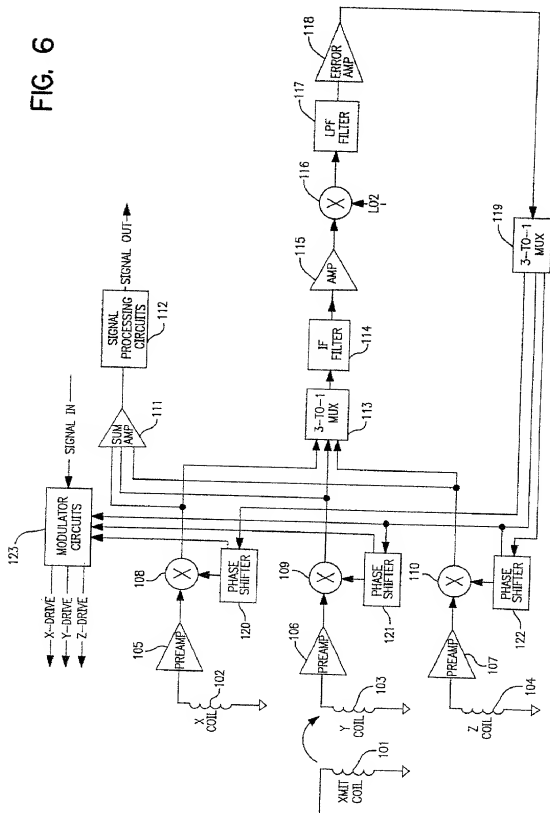 FIG. 6
123
MODULATOR
CIRCUITS
X-DRIVE
Y-DRIVE
Z-DRIVE
SIGNAL IN
SUM
AMP
111
SIGNAL
PROCESSING
CIRCUITS
112
SIGNAL OUT
X
COIL
102
PREAMP
105
X
108
PHASE
SHIFTER
120
XMIT
COIL
101
Y
COIL
103
PREAMP
106
X
109
PHASE
SHIFTER
121
Z
COIL
104
PREAMP
107
X
110
PHASE
SHIFTER
122
3-TO-1
MUX
113
IF
FILTER
114
AMP
115
X
116
LO2
LPF
FILTER
117
ERROR
AMP
118
3-TO-1
MUX
119